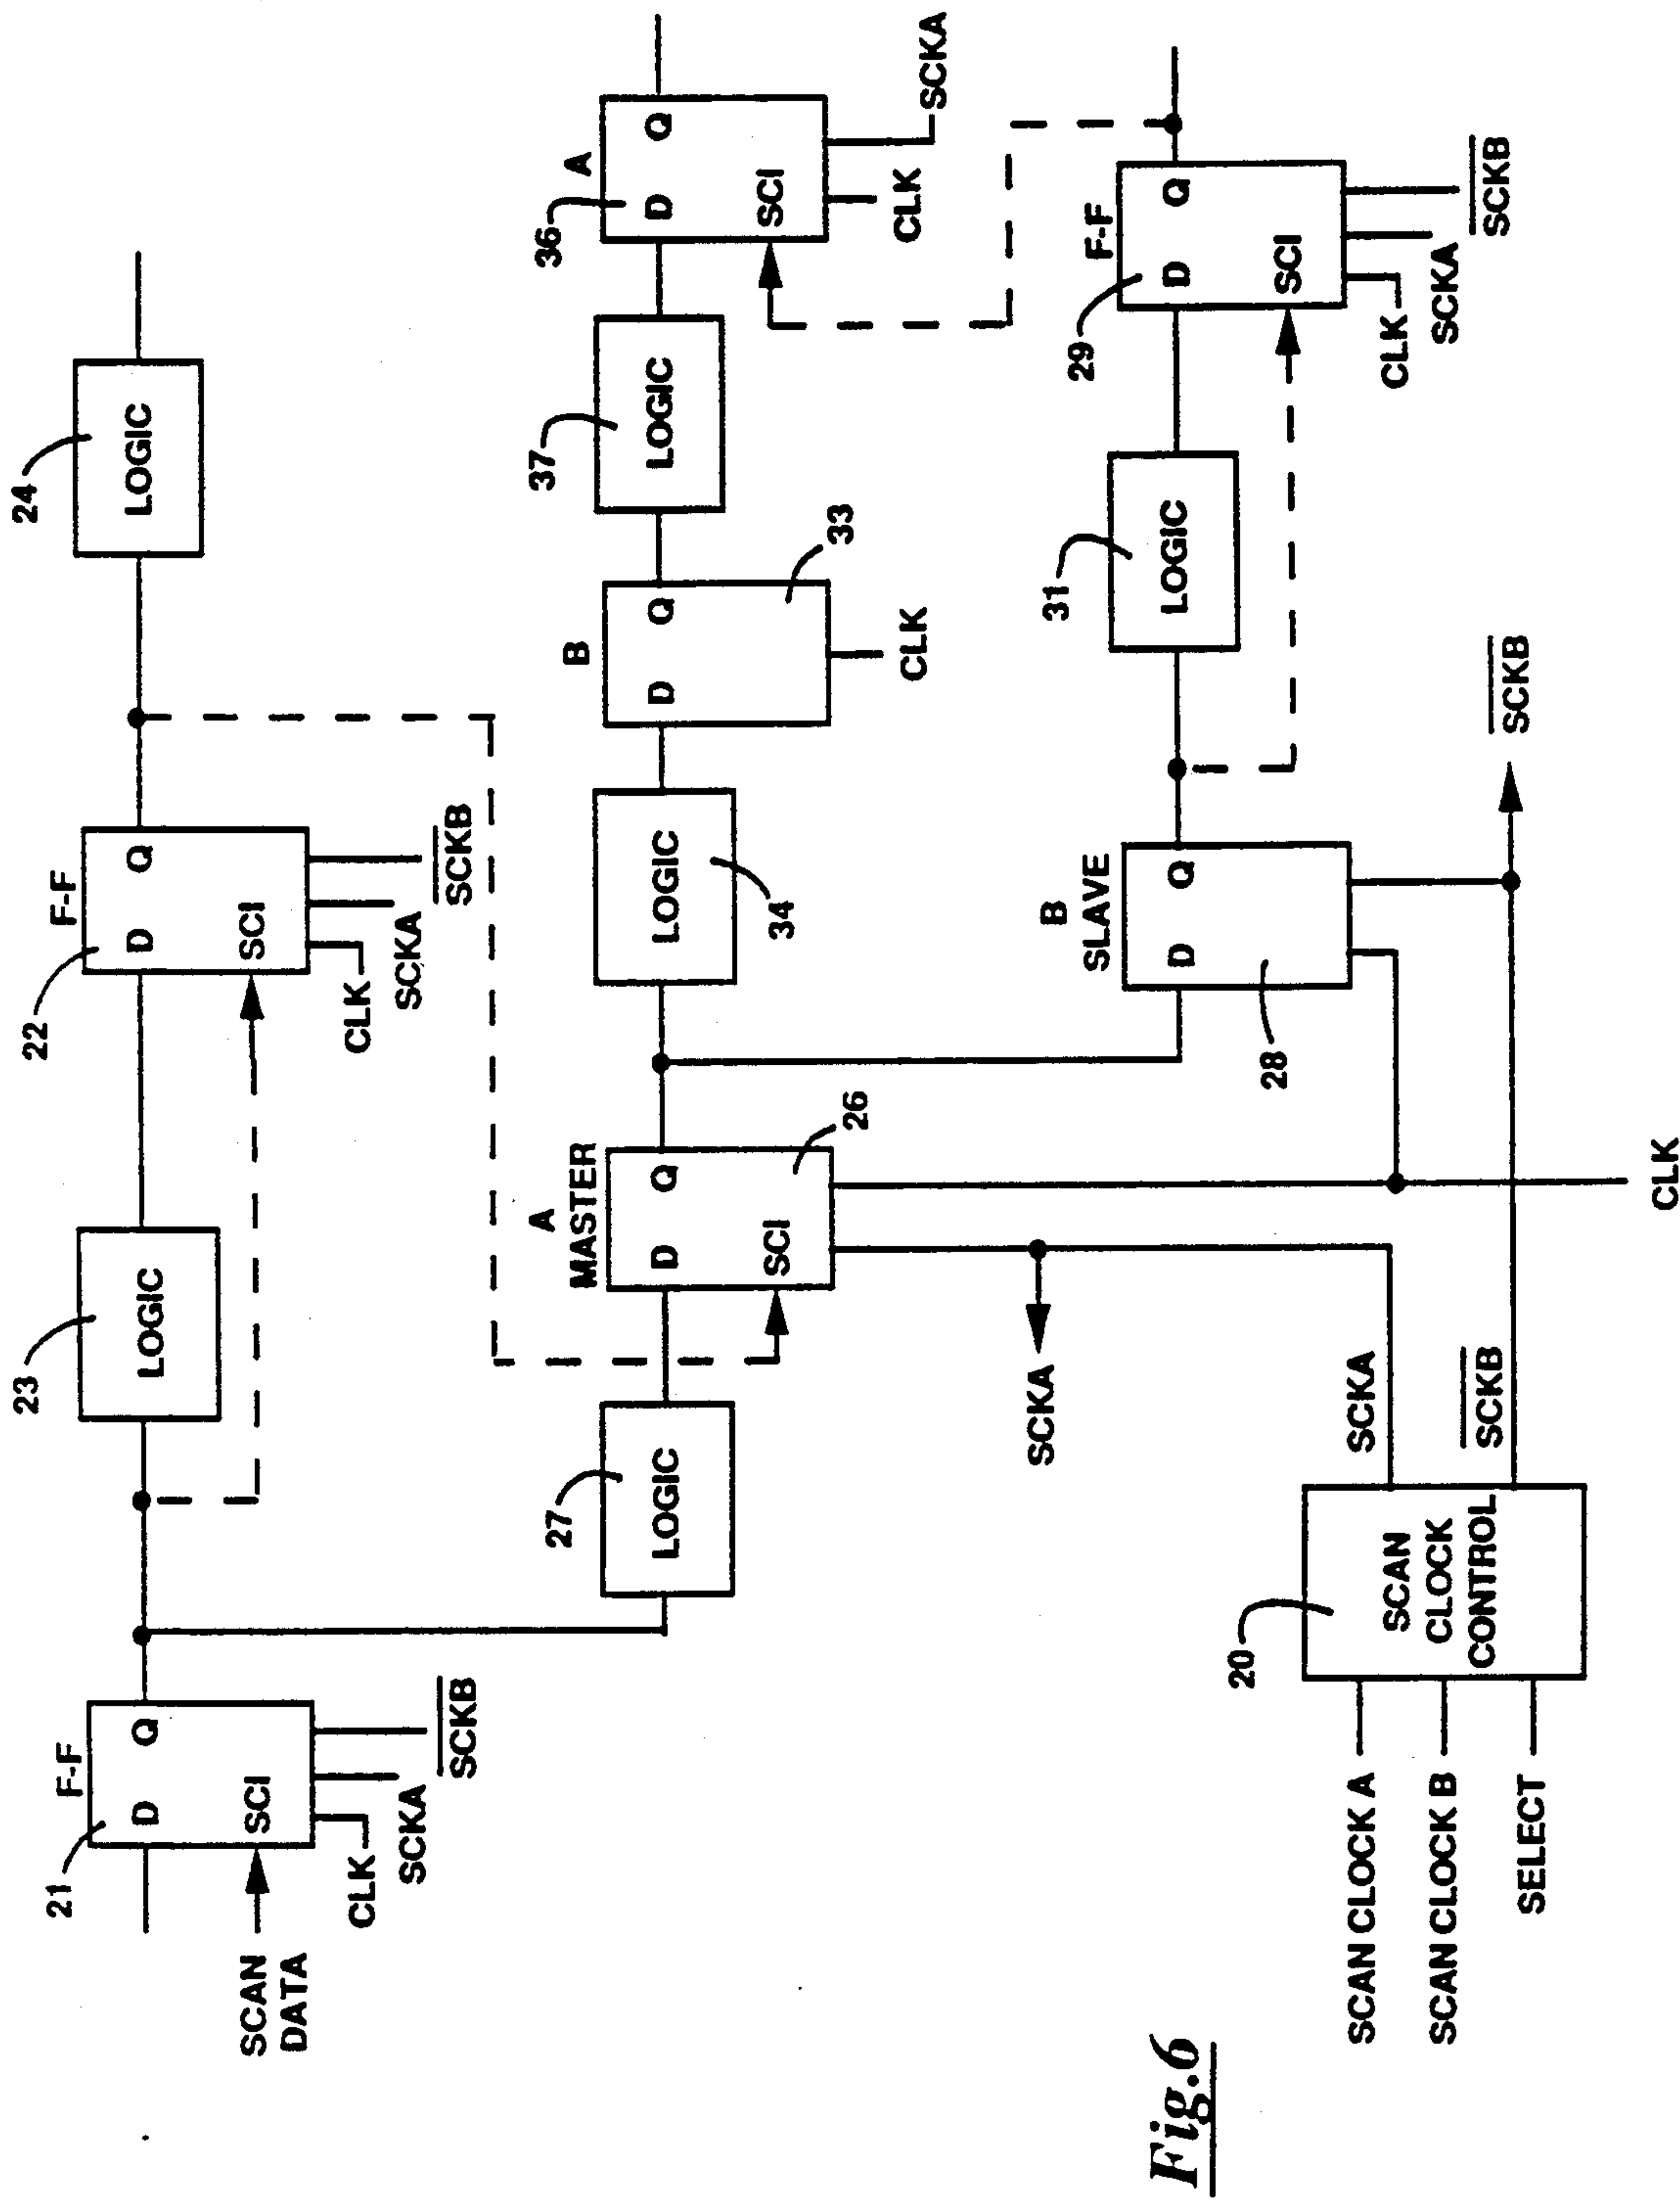 24
LOGIC
F-F
22
D
Q
SCI
CLK
SCKA
SCKB
23
LOGIC
F-F
21
D
Q
SCI
SCAN
DATA
CLK
SCKA
SCKB
A
36
D
Q
SCI
CLK
SCKA
37
LOGIC
B
D
Q
33
CLK
LOGIC
34
A
MASTER
D
Q
SCI
26
27
LOGIC
F-F
29
D
Q
SCI
CLK
SCKA
SCKB
31
LOGIC
B
SLAVE
D
Q
28
SCKB
SCKA
CLK
SCKA
SCKB
20
SCAN
CLOCK
CONTROL
SCAN CLOCK A
SCAN CLOCK B
SELECT
Fig.6